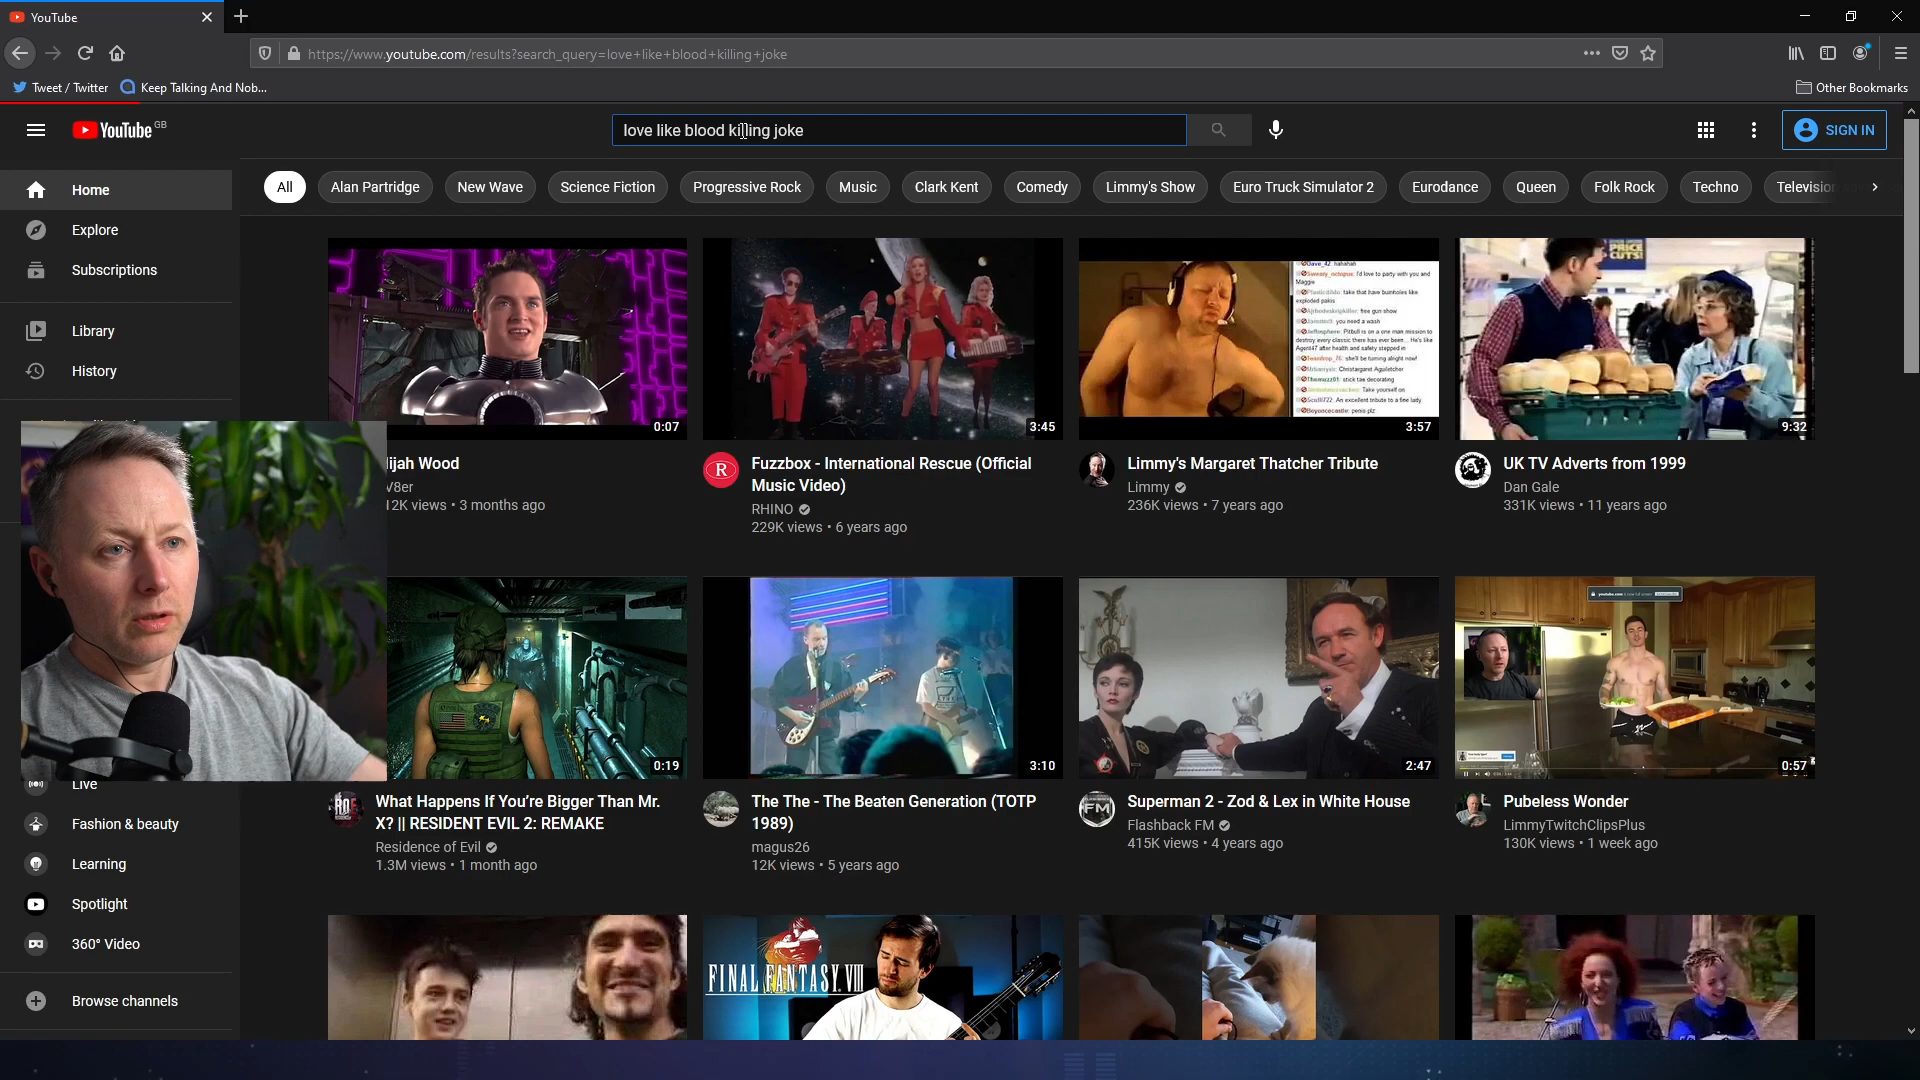 YouTube
https://www.youtube.com/results?search_query=love+like+blood+killing+joke
Tweet / Twitter
Keep Talking And Nob...
Other Bookmarks
YouTube GB
love like blood killing joke
SIGN IN
All
Alan Partridge
New Wave
Science Fiction
Progressive Rock
Music
Clark Kent
Comedy
Limmy's Show
Euro Truck Simulator 2
Eurodance
Queen
Folk Rock
Techno
Home
Explore
Subscriptions
Library
History
Live
Fashion & beauty
Learning
Spotlight
360° Video
Browse channels
0:07
ijah Wood
V8er
12K views • 3 months ago
3:45
Fuzzbox - International Rescue (Official
Music Video)
RHINO
229K views • 6 years ago
3:57
Limmy's Margaret Thatcher Tribute
Limmy
236K views • 7 years ago
PRICE
CUTS!
9:32
UK TV Adverts from 1999
Dan Gale
331K views • 11 years ago
0:19
What Happens If You’re Bigger Than Mr.
X? || RESIDENT EVIL 2: REMAKE
Residence of Evil
1.3M views • 1 month ago
3:10
The The - The Beaten Generation (TOTP
1989)
magus26
12K views • 5 years ago
2:47
FM
Superman 2 - Zod & Lex in White House
Flashback FM
415K views • 4 years ago
0:57
Pubeless Wonder
LimmyTwitchClipsPlus
130K views • 1 week ago
FINAL FANTASY VIII